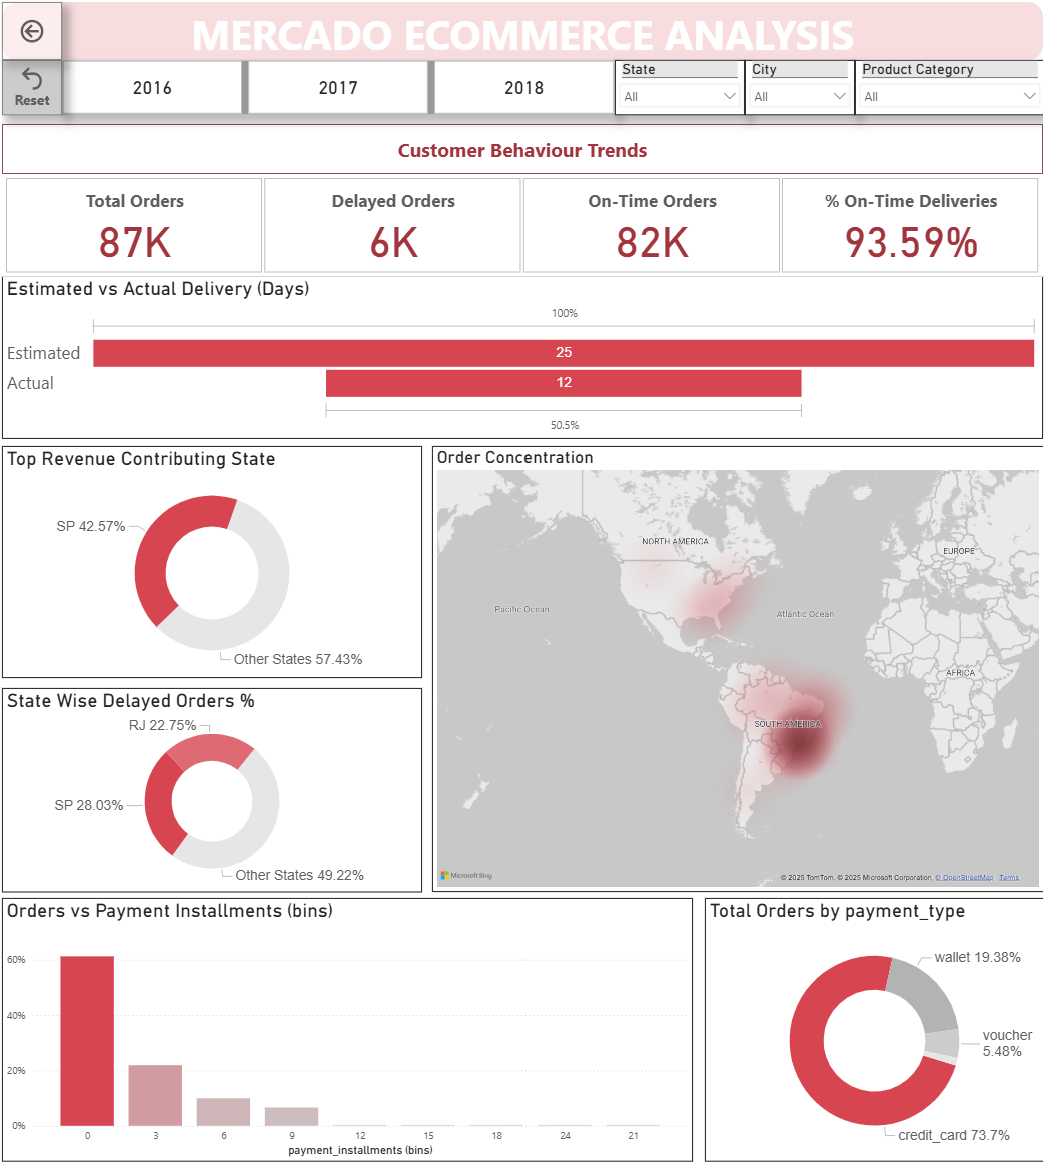 MERCADO ECOMMERCE ANALYSIS
Reset
2016
2017
2018
State
All
City
All
Product Category
All
Customer Behaviour Trends
Total Orders
87K
Delayed Orders
6K
On-Time Orders
82K
% On-Time Deliveries
93.59%
Estimated vs Actual Delivery (Days)
100%
Estimated
25
Actual
12
50.5%
Top Revenue Contributing State
SP 42.57%
Other States 57.43%
Order Concentration
NORTH AMERICA
EUROPE
Pacific Ocean
Atlantic Ocean
AFRICA
SOUTH AMERICA
Microsoft Bing
© 2025 TomTom, © 2025 Microsoft Corporation, © OpenStreetMap Terms
State Wise Delayed Orders %
RJ 22.75%
SP 28.03%
Other States 49.22%
Orders vs Payment Installments (bins)
60%
40%
20%
0%
0 3 6 9 12 15 18 24 21
payment_installments (bins)
Total Orders by payment_type
wallet 19.38%
voucher
5.48%
credit_card 73.7%